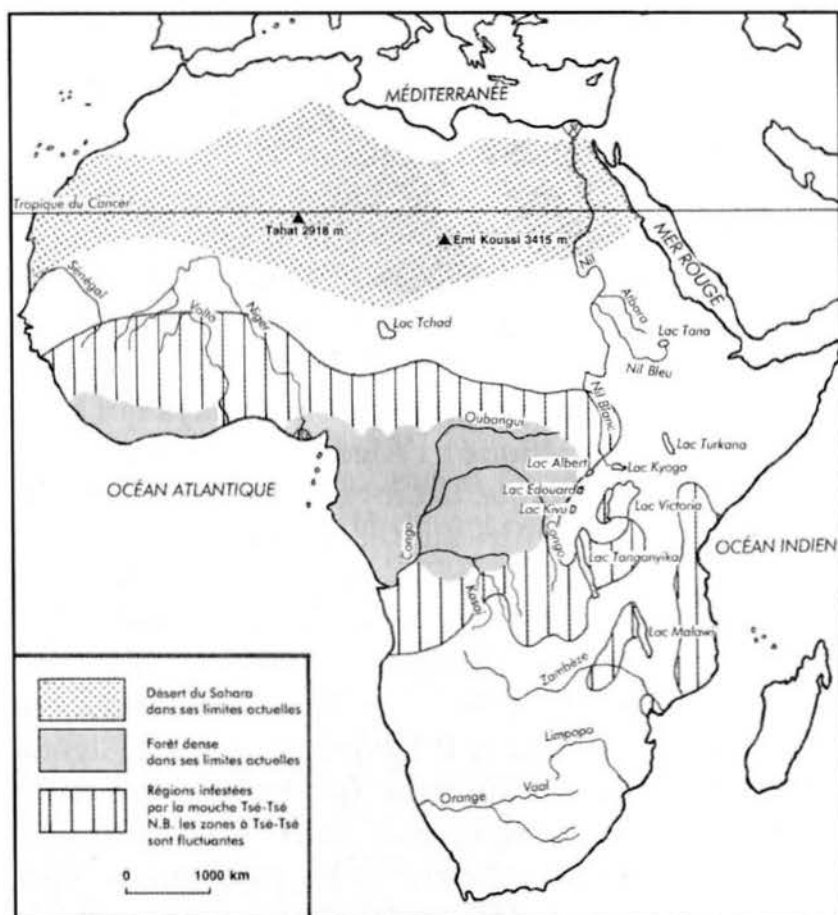 MÉDITERRANÉE
Tropique du Cancer
Tahat 2918 m
Emi Koussi 3415 m
MER ROUGE
Nil
Sénégal
Volta
Niger
Lac Tchad
Atbara
Lac Tana
Nil Bleu
Nil Blanc
Oubangui
Lac Turkana
Lac Albert
Lac Kyoga
OCÉAN ATLANTIQUE
Lac Edouard
Lac Victoria
Lac Kivu
Congo
Congo
OCÉAN INDIEN
Lac Tanganyika
Kasai
Lac Malawi
Zambèze
Limpopo
Vaal
Orange
Désert du Sahara
dans ses limites actuelles
Forêt dense
dans ses limites actuelles
Régions infestées
par la mouche Tsé-Tsé
N.B. les zones à Tsé-Tsé
sont fluctuantes
0 1000 km